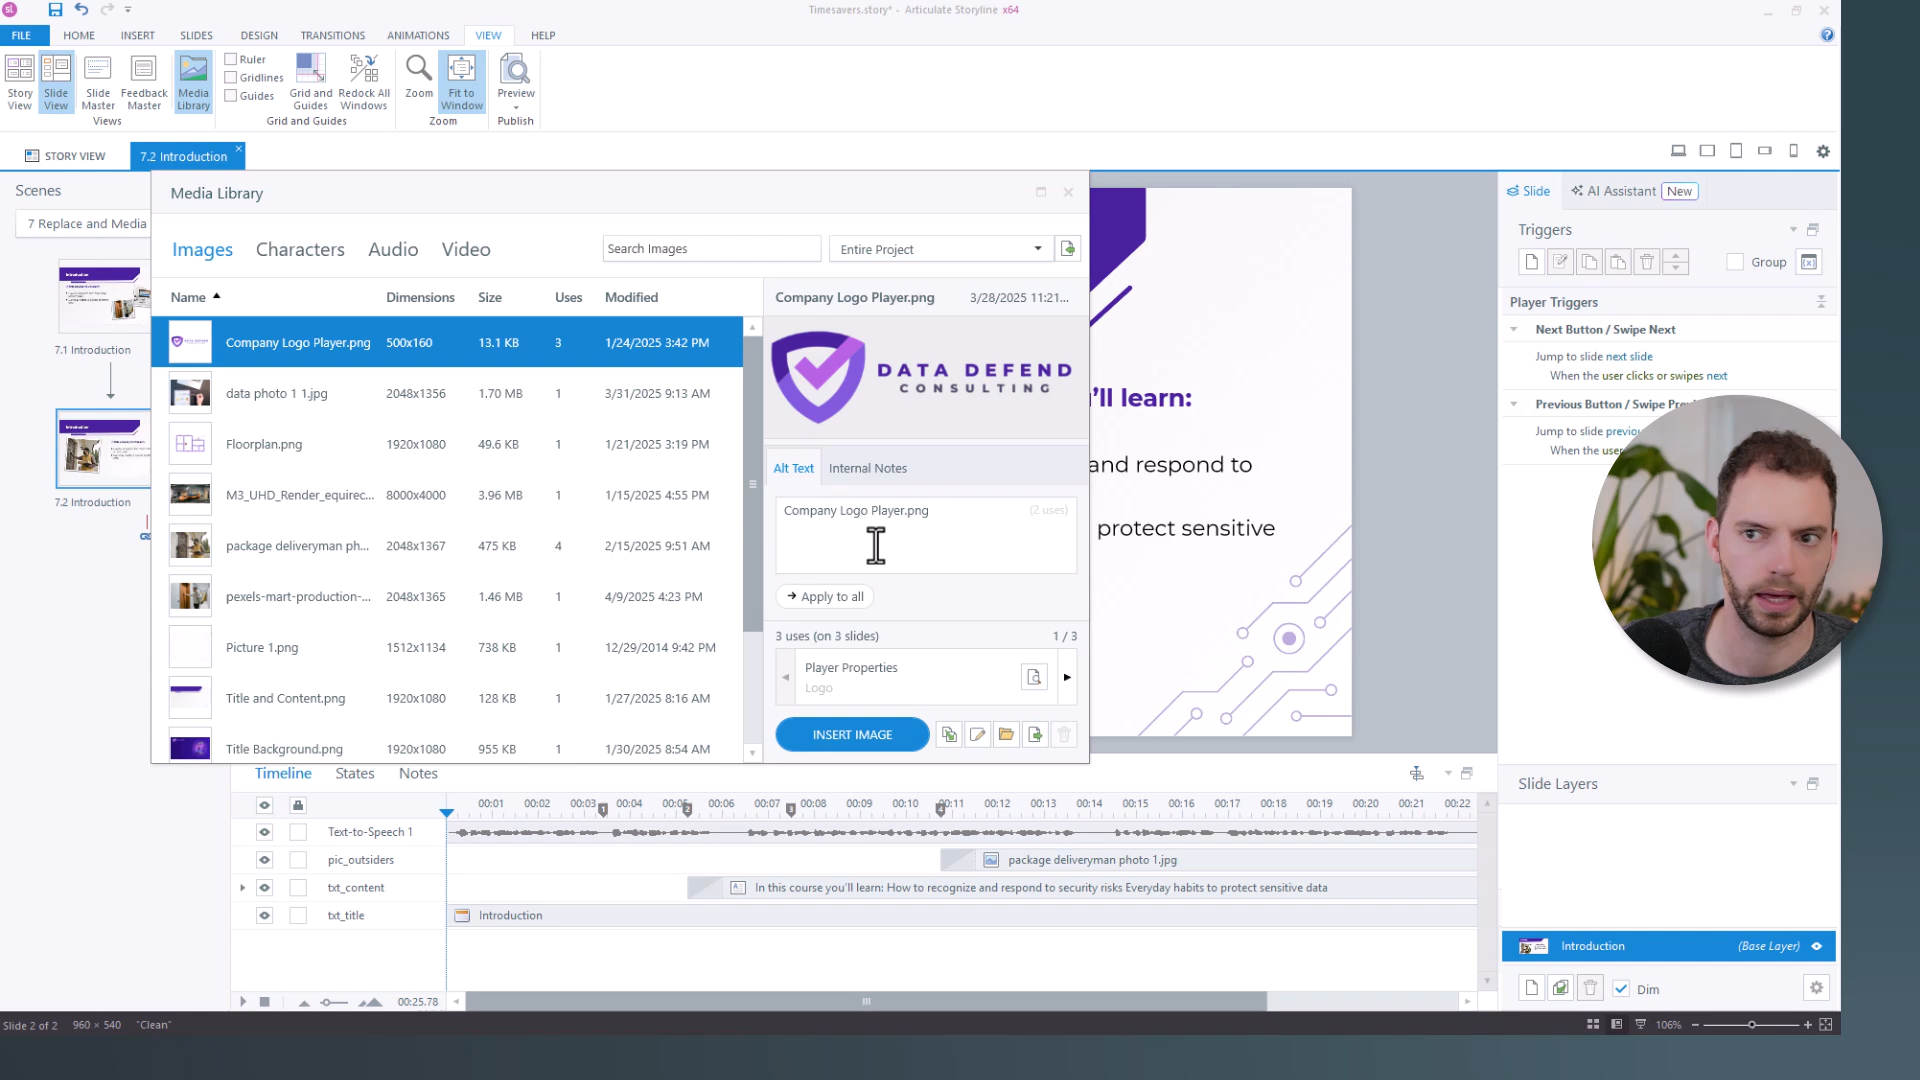 Timesavers.story* - Articulate Storyline x64
FILE HOME INSERT SLIDES DESIGN TRANSITIONS ANIMATIONS VIEW HELP
Story View
Slide View
Slide Master
Feedback Master
Media Library
Views
Ruler
Gridlines
Guides
Grid and Guides
Redock All Windows
Grid and Guides
Zoom
Fit to Window
Zoom
Preview
Publish
STORY VIEW
7.2 Introduction
Scenes
7 Replace and Media
7.1 Introduction
7.2 Introduction
Media Library
Images Characters Audio Video
Search Images
Entire Project
Name Dimensions Size Uses Modified
Company Logo Player.png 500x160 13.1 KB 3 1/24/2025 3:42 PM
data photo 1 1.jpg 2048x1356 1.70 MB 1 3/31/2025 9:13 AM
Floorplan.png 1920x1080 49.6 KB 1 1/21/2025 3:19 PM
M3_UHD_Render_equirec... 8000x4000 3.96 MB 1 1/15/2025 4:55 PM
package deliveryman ph... 2048x1367 475 KB 4 2/15/2025 9:51 AM
pexels-mart-production-... 2048x1365 1.46 MB 1 4/9/2025 4:23 PM
Picture 1.png 1512x1134 738 KB 1 12/29/2014 9:42 PM
Title and Content.png 1920x1080 128 KB 1 1/27/2025 8:16 AM
Title Background.png 1920x1080 955 KB 1 1/30/2025 8:54 AM
Company Logo Player.png 3/28/2025 11:21...
DATA DEFEND
CONSULTING
Alt Text Internal Notes
Company Logo Player.png (2 uses)
Apply to all
3 uses (on 3 slides) 1 / 3
Player Properties
Logo
INSERT IMAGE
'll learn:
and respond to
protect sensitive
Slide AI Assistant New
Triggers
Group
Player Triggers
Next Button / Swipe Next
Jump to slide next slide
When the user clicks or swipes next
Previous Button / Swipe
Jump to slide
When the
Timeline States Notes
00:01 00:02 00:03 00:04 00:05 00:06 00:07 00:08 00:09 00:10 00:11 00:12 00:13 00:14 00:15 00:16 00:17 00:18 00:19 00:20 00:21 00:22
1 2 3 4
Text-to-Speech 1
pic_outsiders package deliveryman photo 1.jpg
txt_content In this course you'll learn: How to recognize and respond to security risks Everyday habits to protect sensitive data
txt_title Introduction
00:25.78
Slide Layers
Introduction (Base Layer)
Dim
Slide 2 of 2 960 × 540 "Clean"
106%